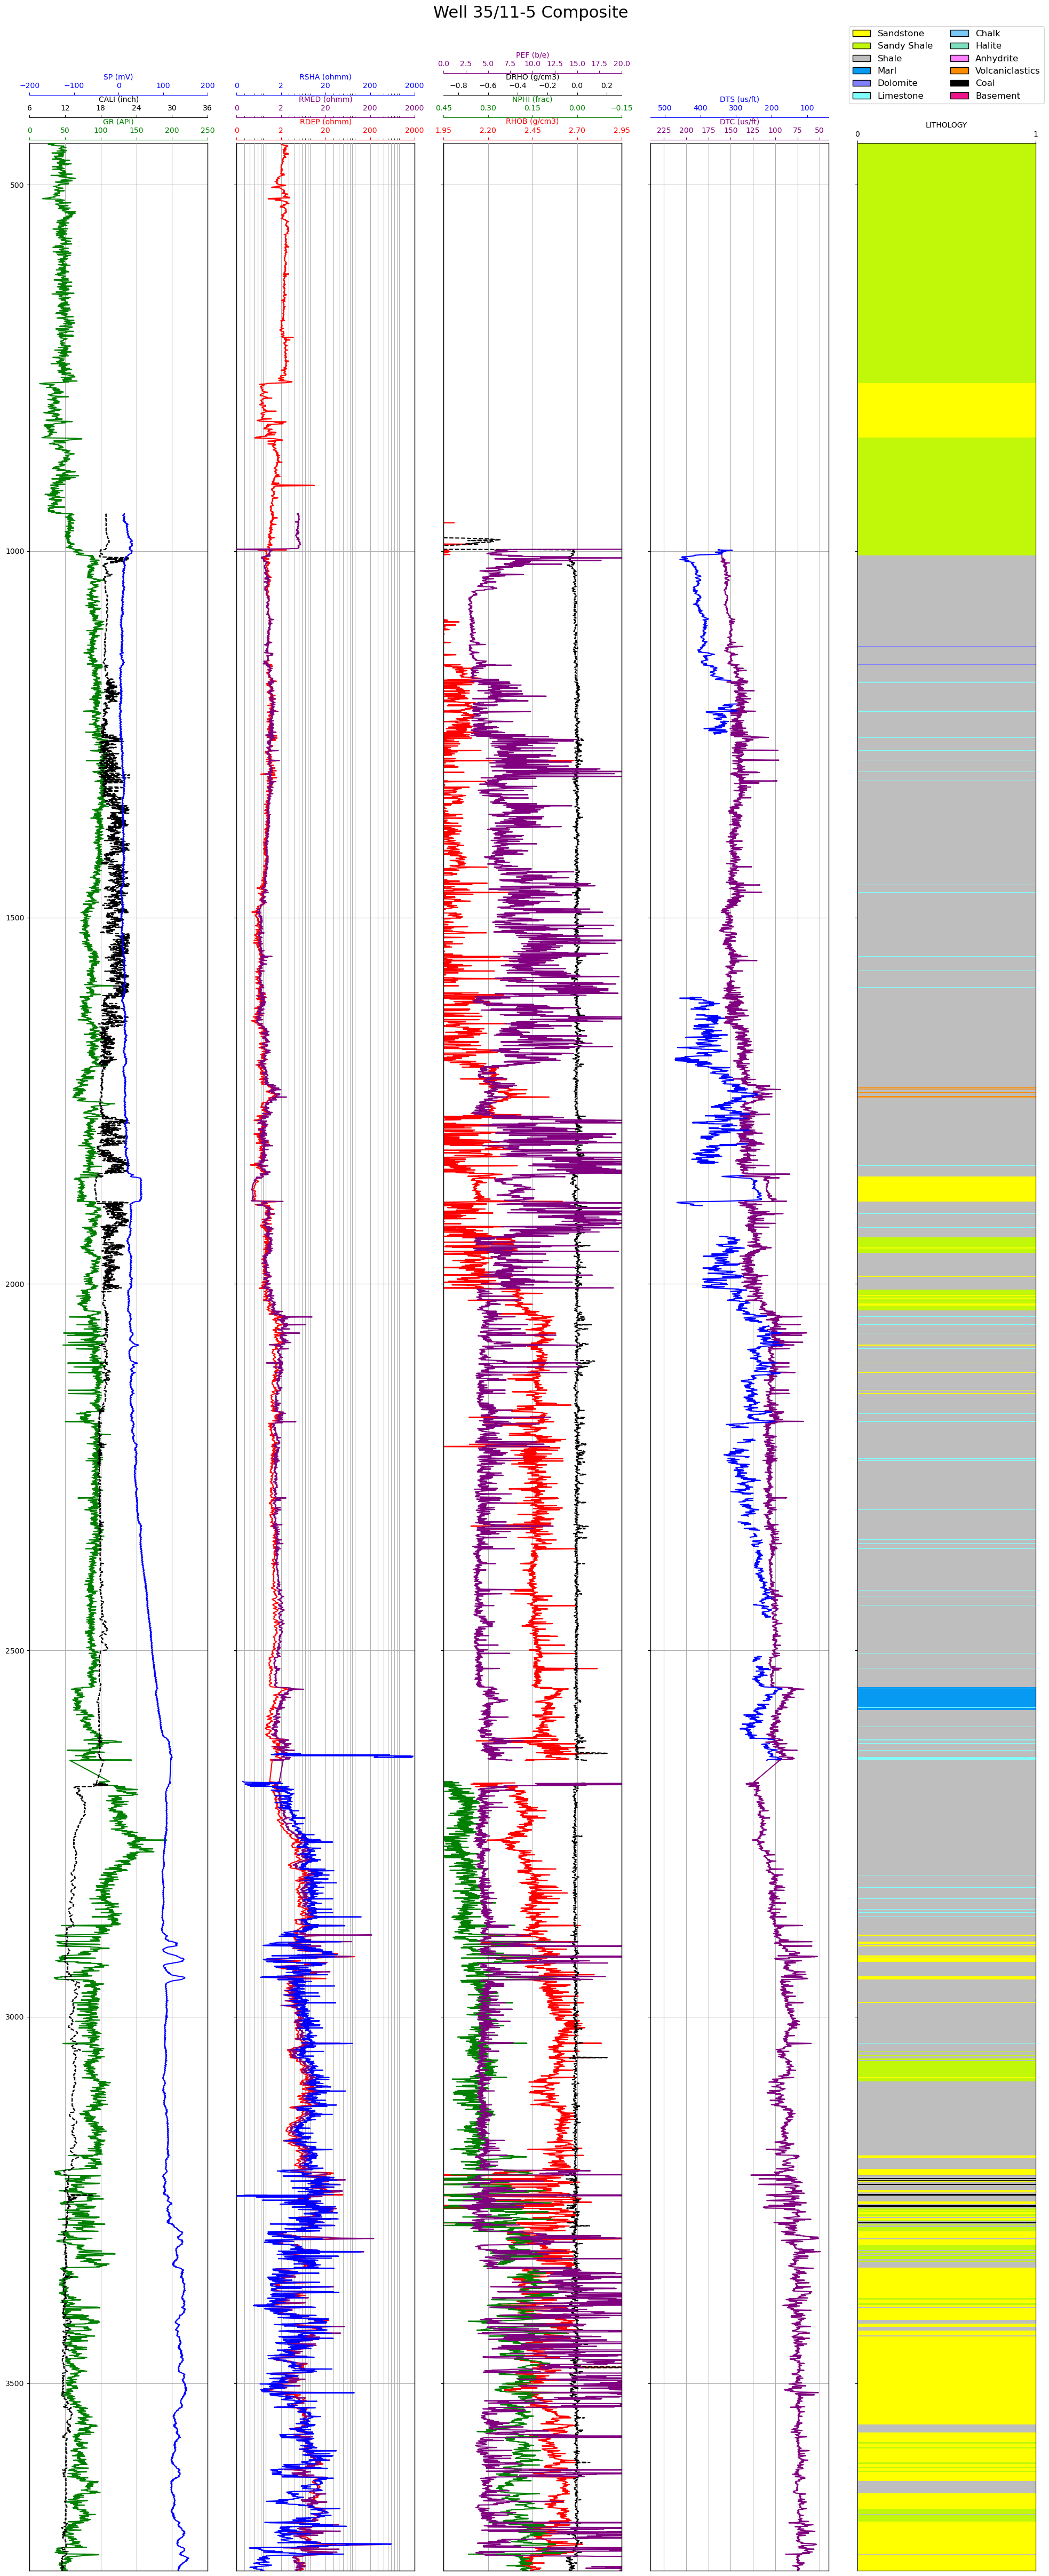 Well 35/11-5 Composite
Sandstone Chalk
Sandy Shale Halite
Shale Anhydrite
Marl Volcaniclastics
Dolomite Coal
Limestone Basement
PEF (b/e)
0.0 2.5 5.0 7.5 10.0 12.5 15.0 17.5 20.0
SP (mV) RSHA (ohmm) DRHO (g/cm3)
−200 −100 0 100 200 0 2 20 200 2000 −0.8 −0.6 −0.4 −0.2 0.0 0.2
CALI (inch) RMED (ohmm) NPHI (frac) DTS (us/ft)
6 12 18 24 30 36 0 2 20 200 2000 0.45 0.30 0.15 0.00 −0.15 500 400 300 200 100
GR (API) RDEP (ohmm) RHOB (g/cm3) DTC (us/ft) LITHOLOGY
0 50 100 150 200 250 0 2 20 200 2000 1.95 2.20 2.45 2.70 2.95 225 200 175 150 125 100 75 50 0 1
500
1000
1500
2000
2500
3000
3500